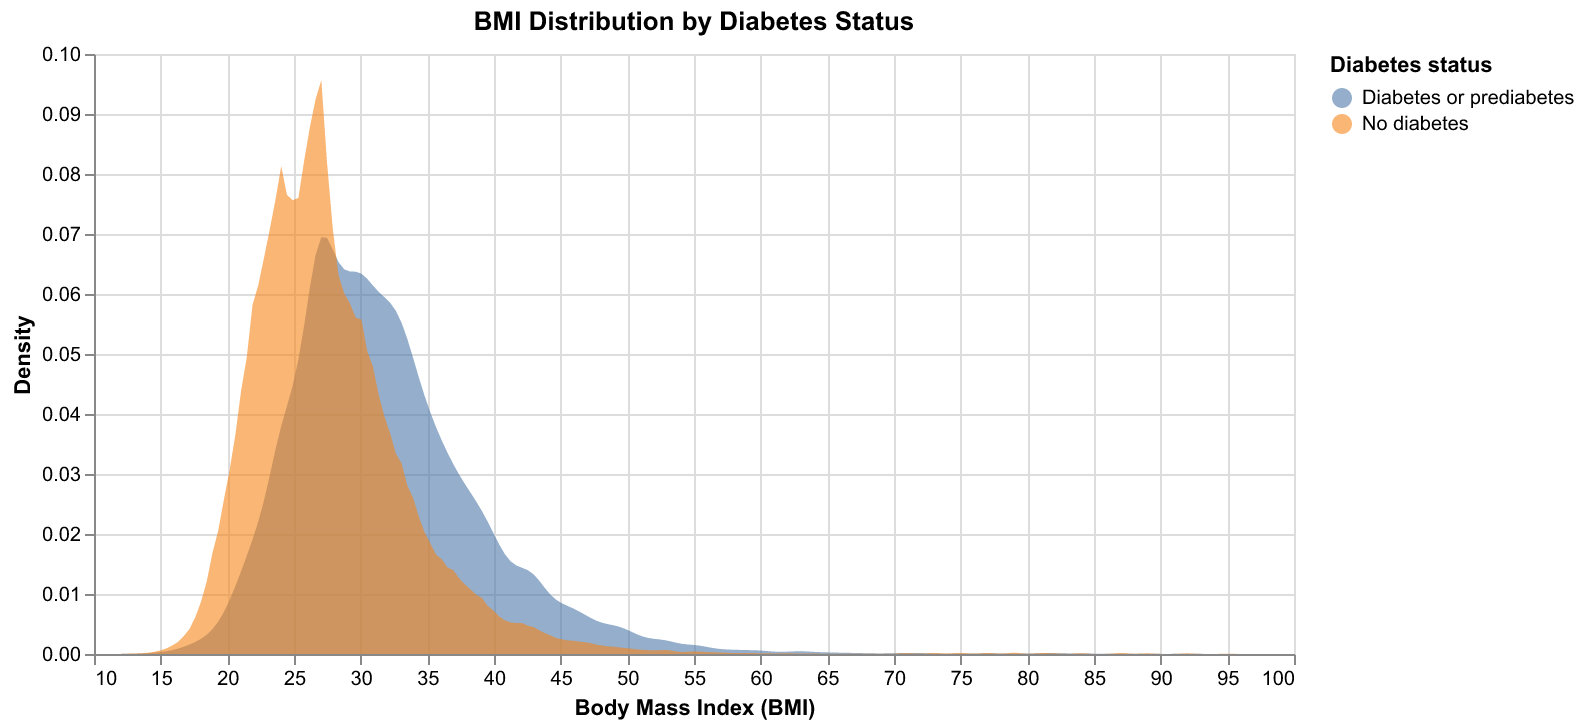 BMI Distribution by Diabetes Status
Diabetes status
Diabetes or prediabetes
No diabetes
0.10
0.09
0.08
0.07
0.06
0.05
0.04
0.03
0.02
0.01
0.00
Density
10 15 20 25 30 35 40 45 50 55 60 65 70 75 80 85 90 95 100
Body Mass Index (BMI)